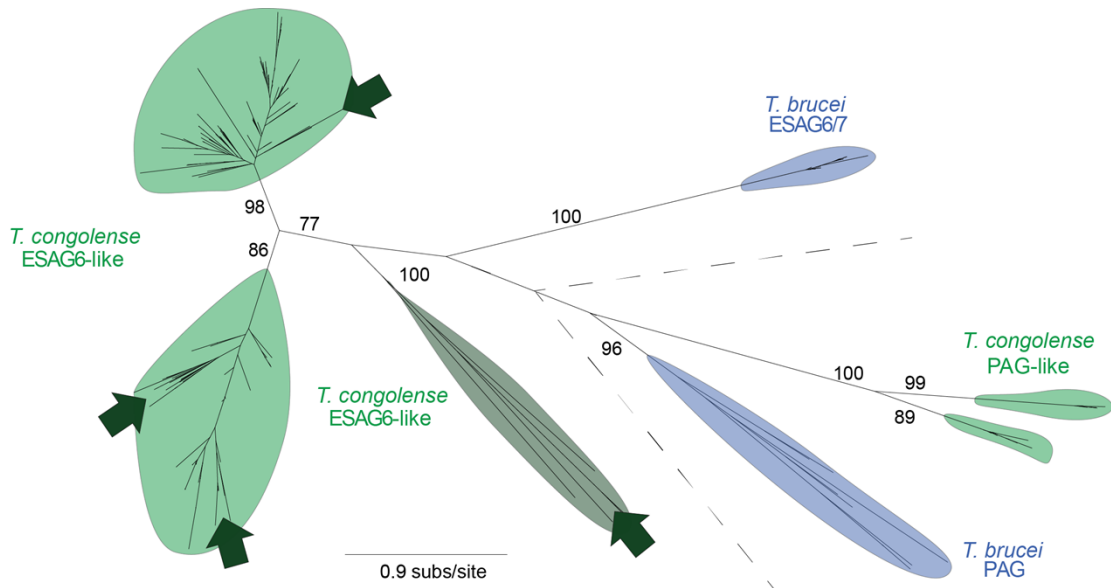 T. brucei
ESAG6/7
100
98
77
T. congolense
ESAG6-like
86
100
96
T. congolense
PAG-like
100
99
89
T. congolense
ESAG6-like
T. brucei
PAG
0.9 subs/site